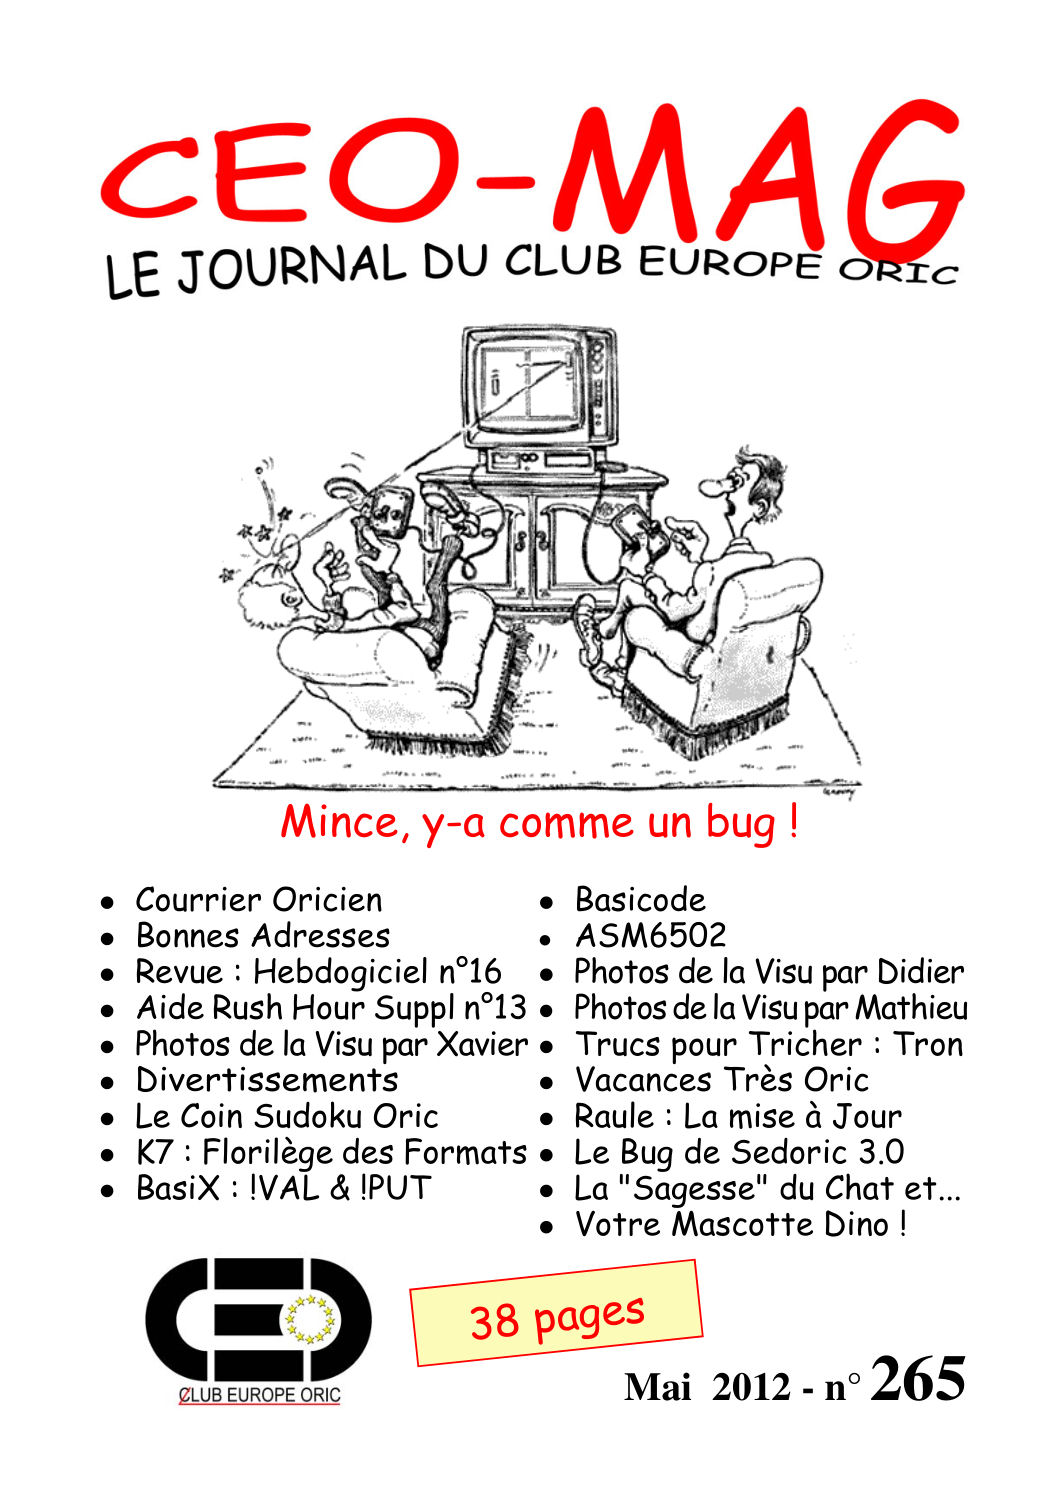 CEO-MAG
LE JOURNAL DU CLUB EUROPE ORIC
Mince, y-a comme un bug !
• Courrier Oricien
• Bonnes Adresses
• Revue : Hebdogiciel n°16
• Aide Rush Hour Suppl n°13
• Photos de la Visu par Xavier
• Divertissements
• Le Coin Sudoku Oric
• K7 : Florilège des Formats
• BasiX : !VAL & !PUT
• Basicode
• ASM6502
• Photos de la Visu par Didier
• Photos de la Visu par Mathieu
• Trucs pour Tricher : Tron
• Vacances Très Oric
• Raule : La mise à Jour
• Le Bug de Sedoric 3.0
• La "Sagesse" du Chat et...
• Votre Mascotte Dino !
CEO
CLUB EUROPE ORIC
38 pages
Mai 2012 - n° 265